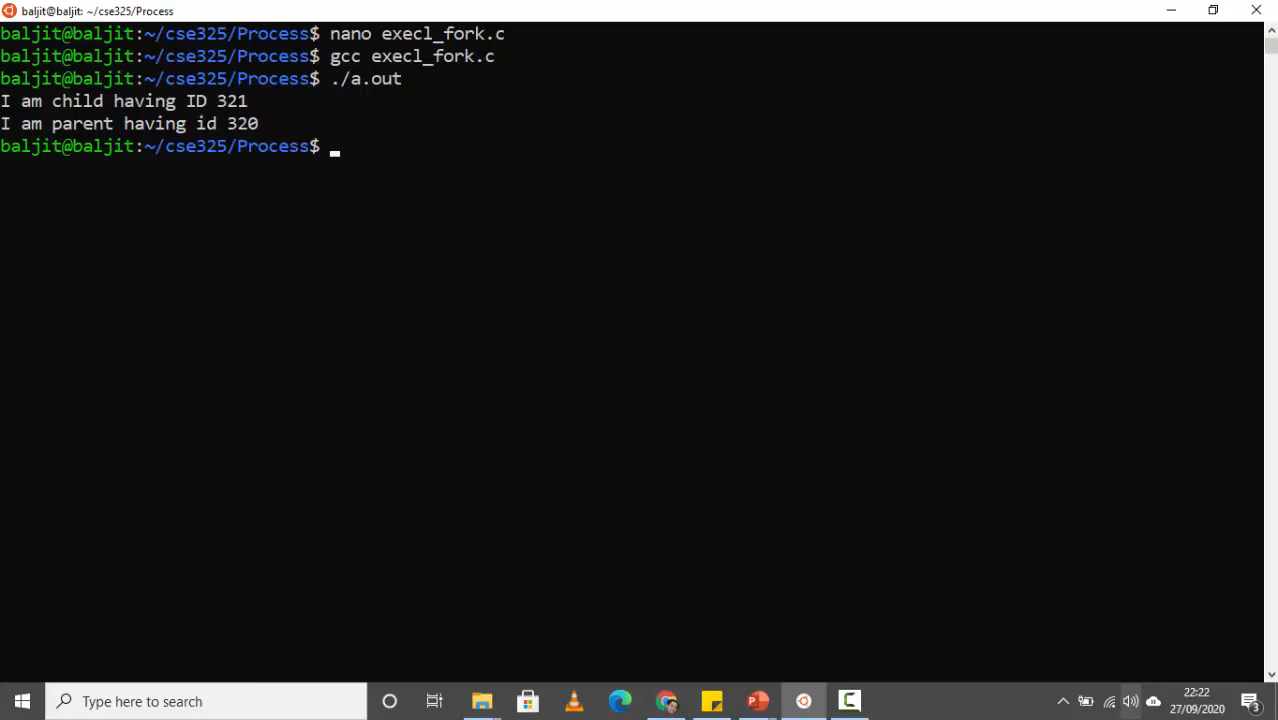 baljit@baljit: ~/cse325/Process
baljit@baljit:~/cse325/Process$ nano execl_fork.c
baljit@baljit:~/cse325/Process$ gcc execl_fork.c
baljit@baljit:~/cse325/Process$ ./a.out
I am child having ID 321
I am parent having id 320
baljit@baljit:~/cse325/Process$
Type here to search
22:22
27/09/2020
3